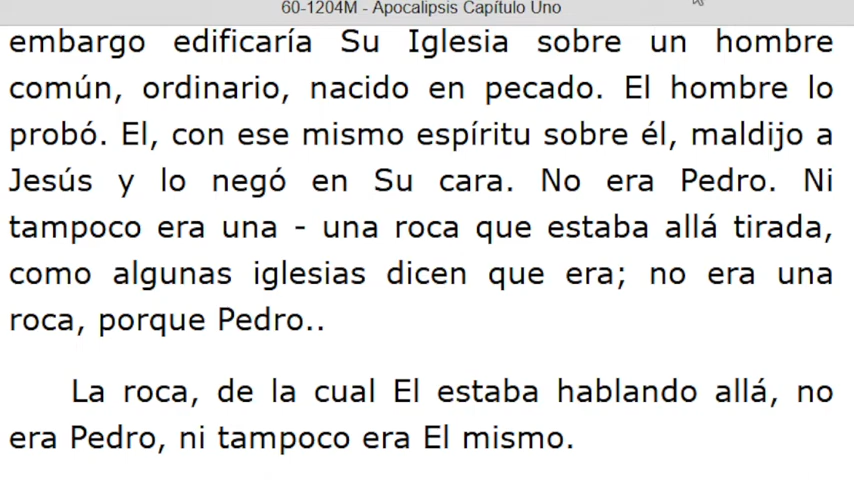 60-1204M - Apocalipsis Capítulo Uno
embargo edificaría Su Iglesia sobre un hombre
común, ordinario, nacido en pecado. El hombre lo
probó. El, con ese mismo espíritu sobre él, maldijo a
Jesús y lo negó en Su cara. No era Pedro. Ni
tampoco era una - una roca que estaba allá tirada,
como algunas iglesias dicen que era; no era una
roca, porque Pedro..
La roca, de la cual El estaba hablando allá, no
era Pedro, ni tampoco era El mismo.